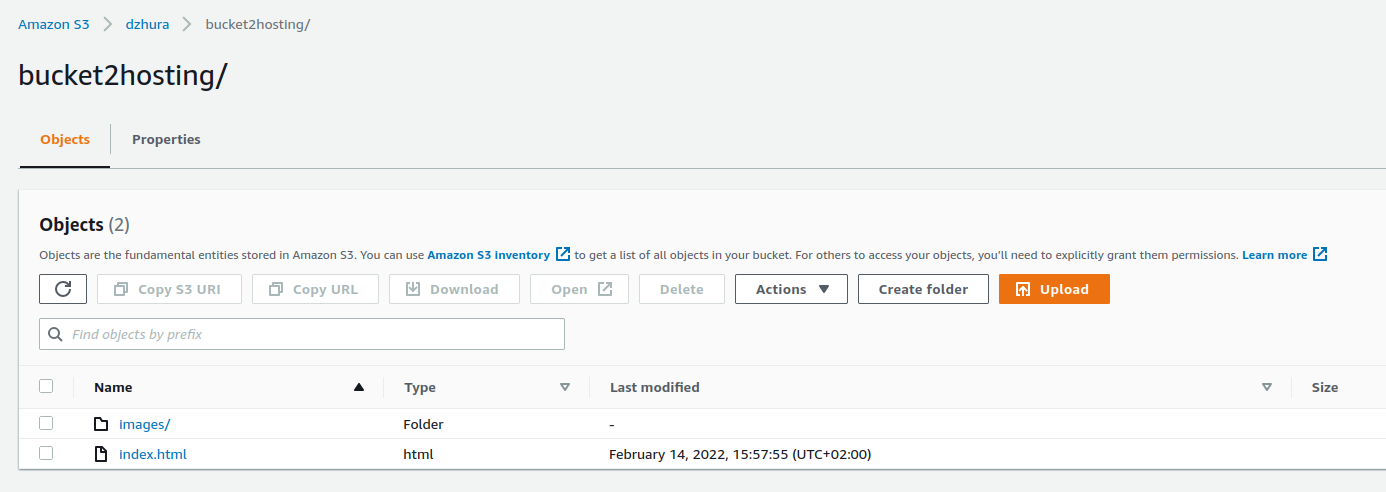 Amazon S3 > dzhura > bucket2hosting/
bucket2hosting/
Objects Properties
Objects (2)
Objects are the fundamental entities stored in Amazon S3. You can use Amazon S3 inventory to get a list of all objects in your bucket. For others to access your objects, you'll need to explicitly grant them permissions. Learn more
Copy S3 URI Copy URL Download Open Delete Actions Create folder Upload
Find objects by prefix
Name Type Last modified Size
images/ Folder -
index.html html February 14, 2022, 15:57:55 (UTC+02:00)